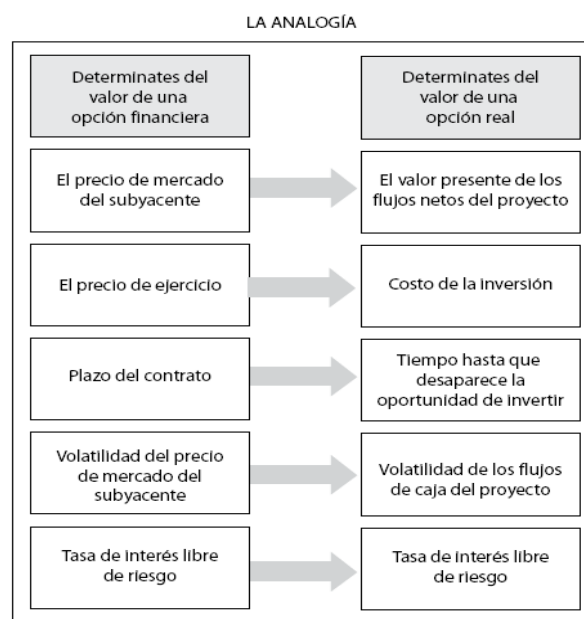 LA ANALOGÍA
Determinates del
valor de una
opción financiera
Determinates del
valor de una
opción real
El precio de mercado
del subyacente
El valor presente de los
flujos netos del proyecto
El precio de ejercicio
Costo de la inversión
Plazo del contrato
Tiempo hasta que
desaparece la
oportunidad de invertir
Volatilidad del precio
de mercado del
subyacente
Volatilidad de los flujos
de caja del proyecto
Tasa de interés libre
de riesgo
Tasa de interés libre
de riesgo